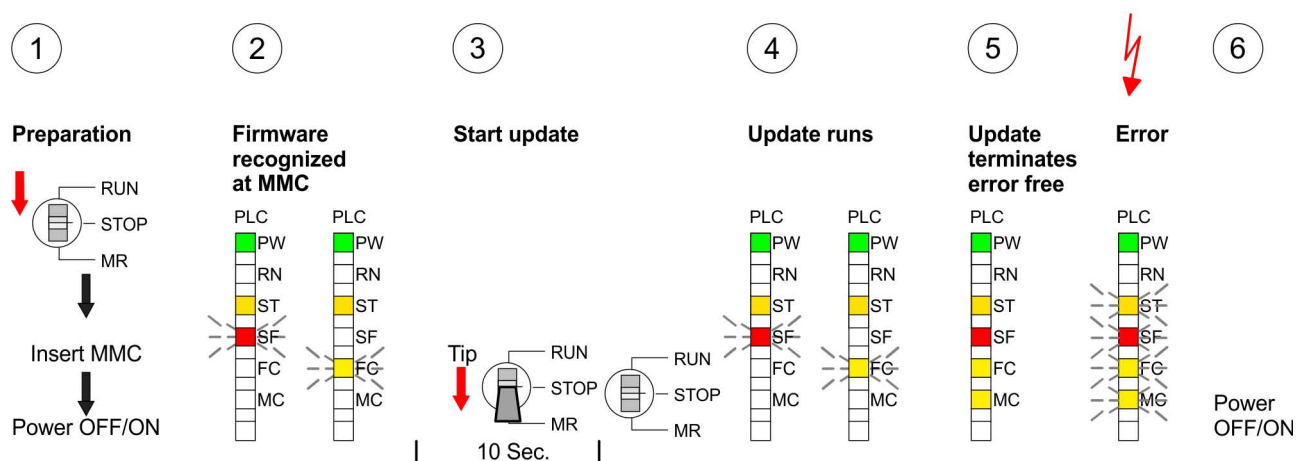 1
2
3
4
5
6
Preparation
Firmware
recognized
at MMC
Start update
Update runs
Update
terminates
error free
Error
RUN
STOP
MR
Insert MMC
Power OFF/ON
PLC
PW
RN
ST
SF
FC
MC
PLC
PW
RN
ST
SF
FC
MC
Tip
RUN
STOP
MR
10 Sec.
RUN
STOP
MR
PLC
PW
RN
ST
SF
FC
MC
PLC
PW
RN
ST
SF
FC
MC
PLC
PW
RN
ST
SF
FC
MC
PLC
PW
RN
ST
SF
FC
MC
Power
OFF/ON